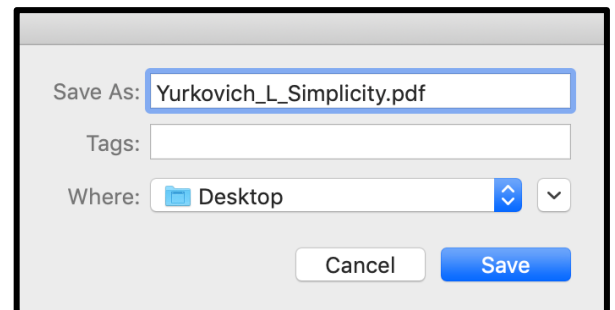 Save As: Yurkovich_L_Simplicity.pdf
Tags:
Where: Desktop
Cancel Save